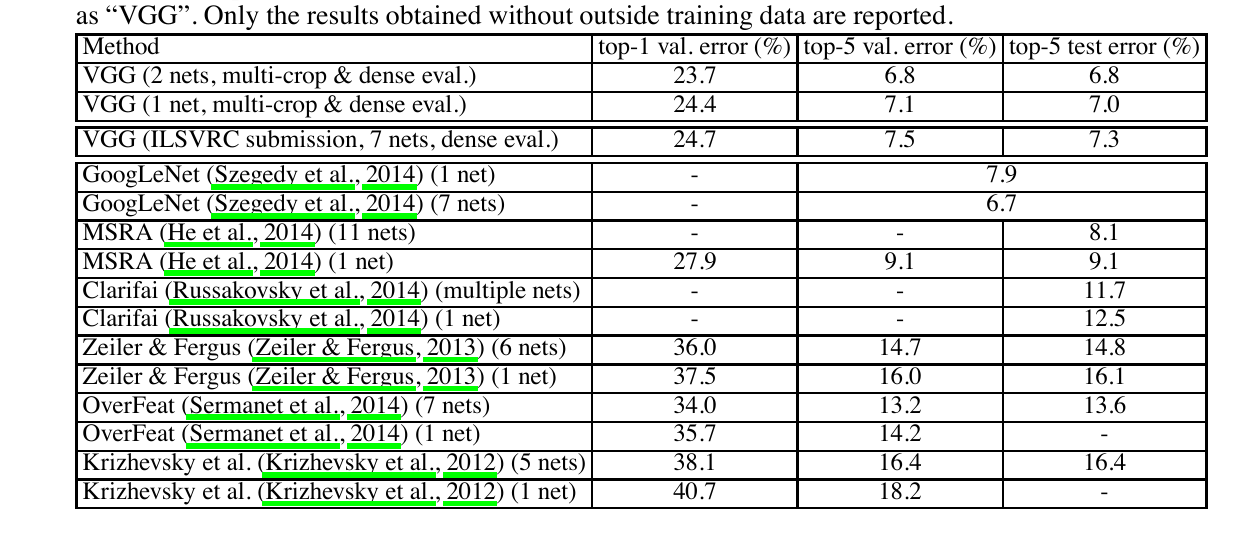 as “VGG”. Only the results obtained without outside training data are reported.
Method top-1 val. error (%) top-5 val. error (%) top-5 test error (%)
VGG (2 nets, multi-crop & dense eval.) 23.7 6.8 6.8
VGG (1 net, multi-crop & dense eval.) 24.4 7.1 7.0
VGG (ILSVRC submission, 7 nets, dense eval.) 24.7 7.5 7.3
GoogLeNet (Szegedy et al., 2014) (1 net) - 7.9
GoogLeNet (Szegedy et al., 2014) (7 nets) - 6.7
MSRA (He et al., 2014) (11 nets) - - 8.1
MSRA (He et al., 2014) (1 net) 27.9 9.1 9.1
Clarifai (Russakovsky et al., 2014) (multiple nets) - - 11.7
Clarifai (Russakovsky et al., 2014) (1 net) - - 12.5
Zeiler & Fergus (Zeiler & Fergus, 2013) (6 nets) 36.0 14.7 14.8
Zeiler & Fergus (Zeiler & Fergus, 2013) (1 net) 37.5 16.0 16.1
OverFeat (Sermanet et al., 2014) (7 nets) 34.0 13.2 13.6
OverFeat (Sermanet et al., 2014) (1 net) 35.7 14.2 -
Krizhevsky et al. (Krizhevsky et al., 2012) (5 nets) 38.1 16.4 16.4
Krizhevsky et al. (Krizhevsky et al., 2012) (1 net) 40.7 18.2 -